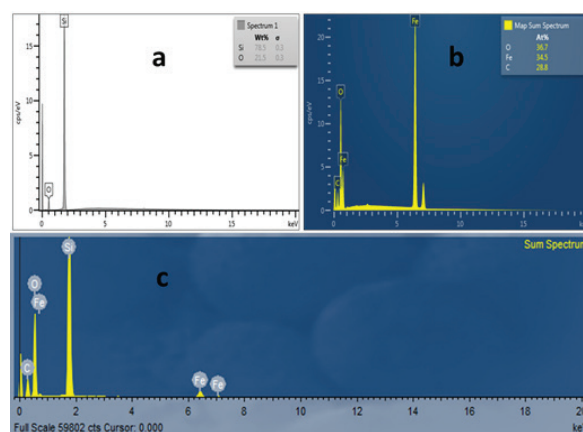 Si
a
Spectrum 1
Wt% σ
Si 78.5 0.3
O 21.5 0.3
cps/eV
15
10
5
0
O
0 5 10 15
keV
Fe
b
Map Sum Spectrum
At%
O 36.7
Fe 34.5
C 28.8
cps/eV
20
15
10
5
0
O
Fe
C
0 5 10 15
keV
c
Sum Spectrum
Si
O
Fe
C
Fe
Fe
0 2 4 6 8 10 12 14 16 18 20
Full Scale 59802 cts Cursor: 0.000
keV